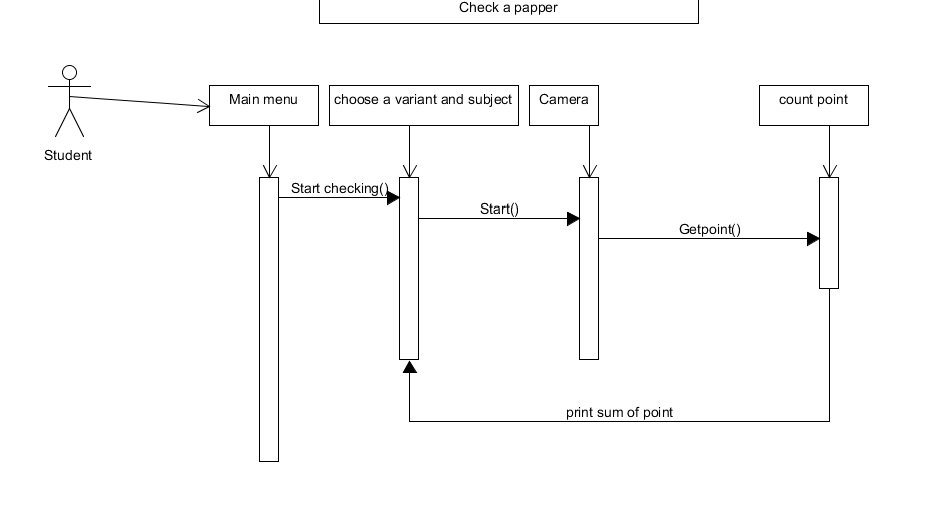 Check a papper
Main menu
choose a variant and subject
Camera
count point
Student
Start checking()
Start()
Getpoint()
print sum of point